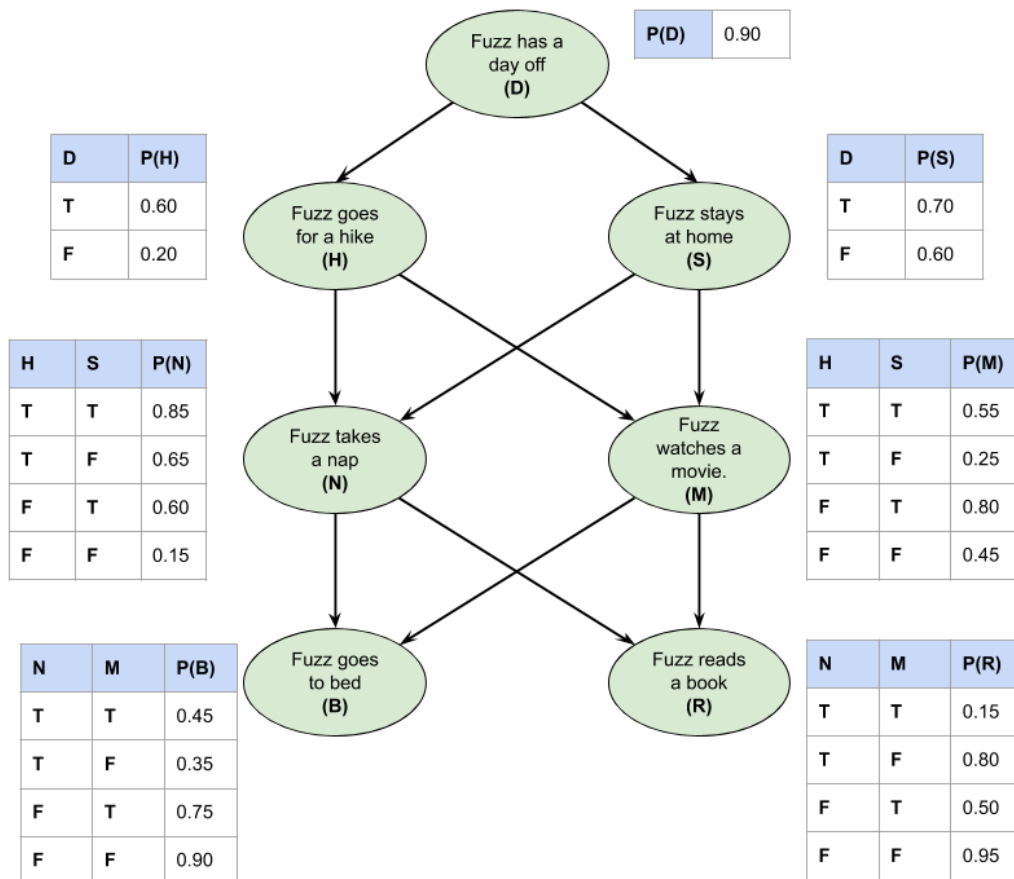 Fuzz has a
day off
(D)
P(D) 0.90
D P(H)
T 0.60
F 0.20
Fuzz goes
for a hike
(H)
Fuzz stays
at home
(S)
D P(S)
T 0.70
F 0.60
H S P(N)
T T 0.85
T F 0.65
F T 0.60
F F 0.15
Fuzz takes
a nap
(N)
Fuzz
watches a
movie.
(M)
H S P(M)
T T 0.55
T F 0.25
F T 0.80
F F 0.45
N M P(B)
T T 0.45
T F 0.35
F T 0.75
F F 0.90
Fuzz goes
to bed
(B)
Fuzz reads
a book
(R)
N M P(R)
T T 0.15
T F 0.80
F T 0.50
F F 0.95